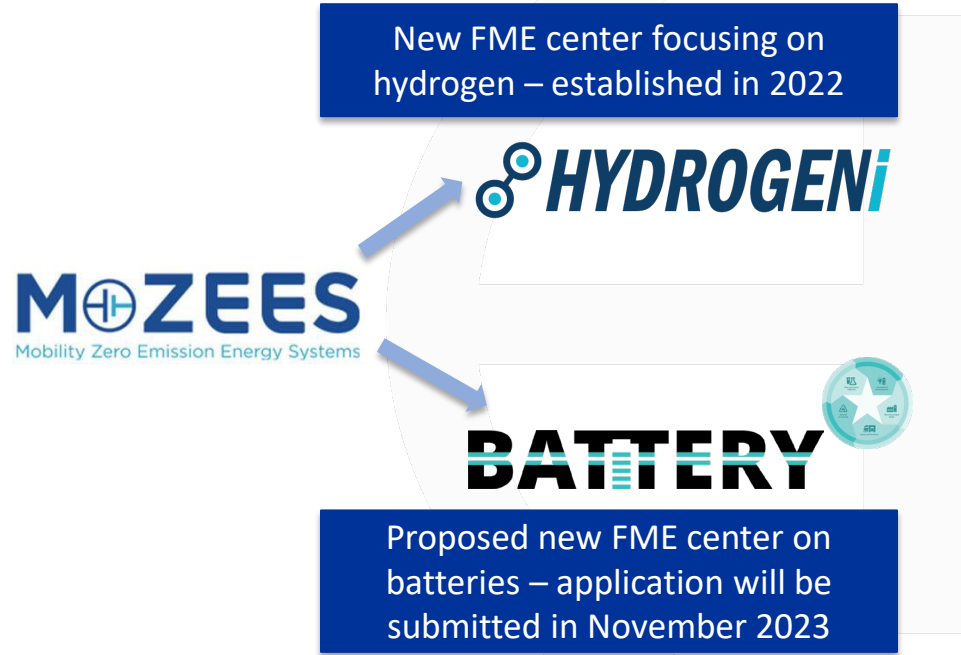 New FME center focusing on
hydrogen – established in 2022
HYDROGENi
MoZEES
Mobility Zero Emission Energy Systems
BATTERY
Proposed new FME center on
batteries – application will be
submitted in November 2023